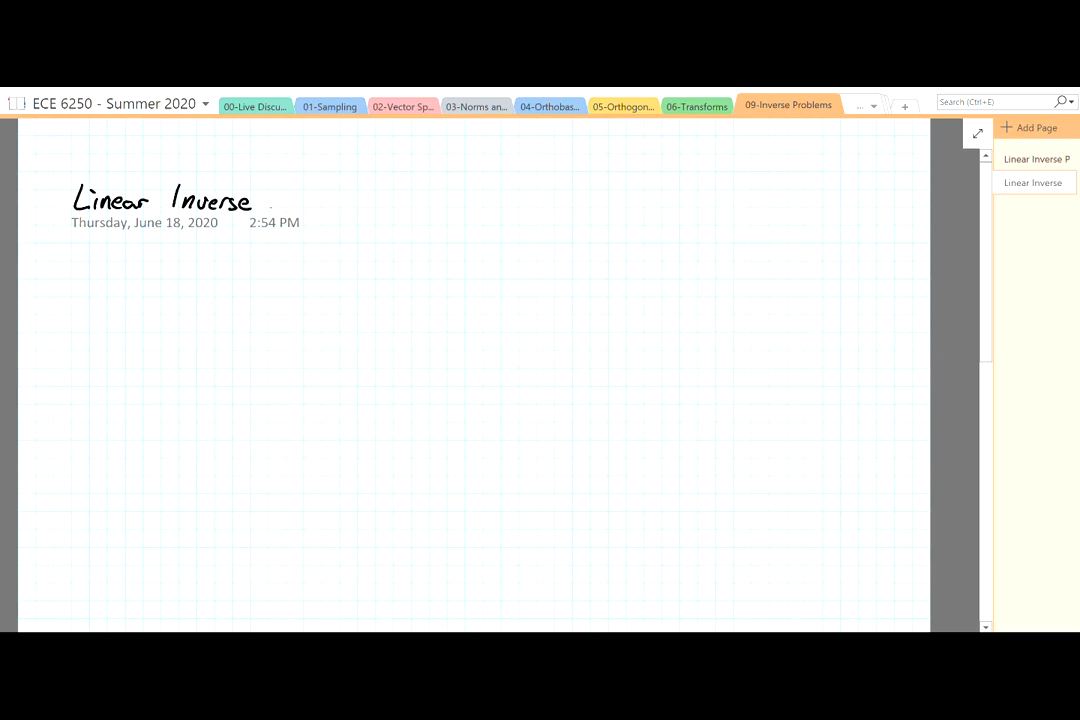 ECE 6250 - Summer 2020
00-Live Discu...
01-Sampling
02-Vector Sp...
03-Norms an...
04-Orthobas...
05-Orthogon...
06-Transforms
09-Inverse Problems
...
+
Search (Ctrl+E)
+ Add Page
Linear Inverse P
Linear Inverse
Linear Inverse
Thursday, June 18, 2020 2:54 PM